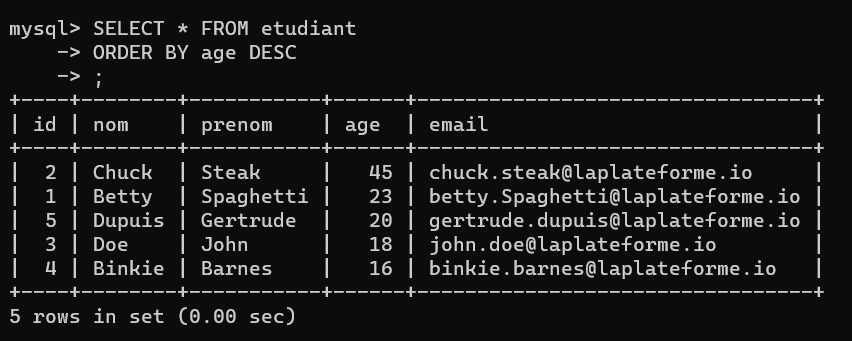 mysql> SELECT * FROM etudiant
    -> ORDER BY age DESC
    -> ;
+----+--------+-----------+------+---------------------------------+
| id | nom    | prenom    | age  | email                           |
+----+--------+-----------+------+---------------------------------+
|  2 | Chuck  | Steak     |   45 | chuck.steak@laplateforme.io     |
|  1 | Betty  | Spaghetti |   23 | betty.Spaghetti@laplateforme.io |
|  5 | Dupuis | Gertrude  |   20 | gertrude.dupuis@laplateforme.io |
|  3 | Doe    | John      |   18 | john.doe@laplateforme.io        |
|  4 | Binkie | Barnes    |   16 | binkie.barnes@laplateforme.io   |
+----+--------+-----------+------+---------------------------------+
5 rows in set (0.00 sec)